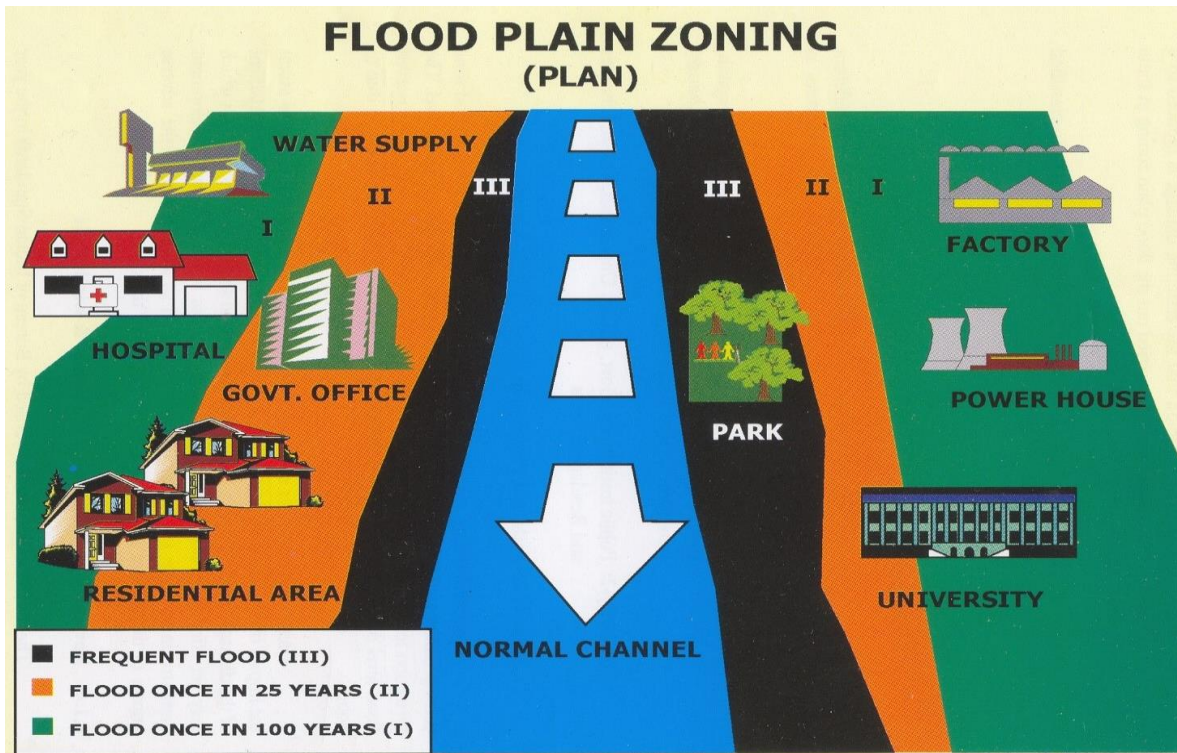 FLOOD PLAIN ZONING
(PLAN)
WATER SUPPLY
II
III
III
II
I
I
FACTORY
HOSPITAL
GOVT. OFFICE
PARK
POWER HOUSE
RESIDENTIAL AREA
UNIVERSITY
NORMAL CHANNEL
FREQUENT FLOOD (III)
FLOOD ONCE IN 25 YEARS (II)
FLOOD ONCE IN 100 YEARS (I)